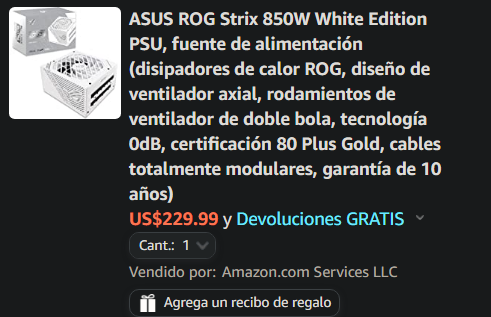 ASUS ROG Strix 850W White Edition
PSU, fuente de alimentación
(disipadores de calor ROG, diseño de
ventilador axial, rodamientos de
ventilador de doble bola, tecnología
0dB, certificación 80 Plus Gold, cables
totalmente modulares, garantía de 10
años)
US$229.99 y Devoluciones GRATIS
Cant.: 1
Vendido por: Amazon.com Services LLC
Agrega un recibo de regalo